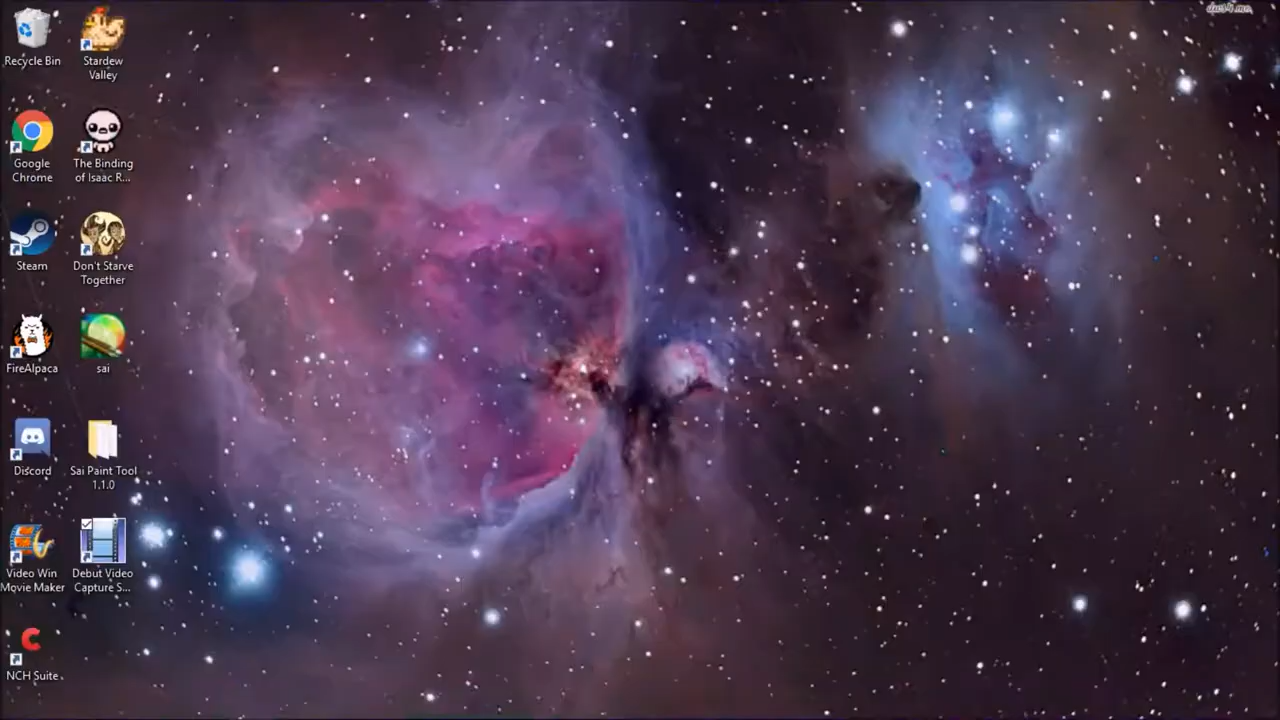 Recycle Bin
Stardew
Valley
Google
Chrome
The Binding
of Isaac R...
Steam
Don't Starve
Together
FireAlpaca
sai
Discord
Sai Paint Tool
1.1.0
Video Win
Movie Maker
Debut Video
Capture S...
NCH Suite